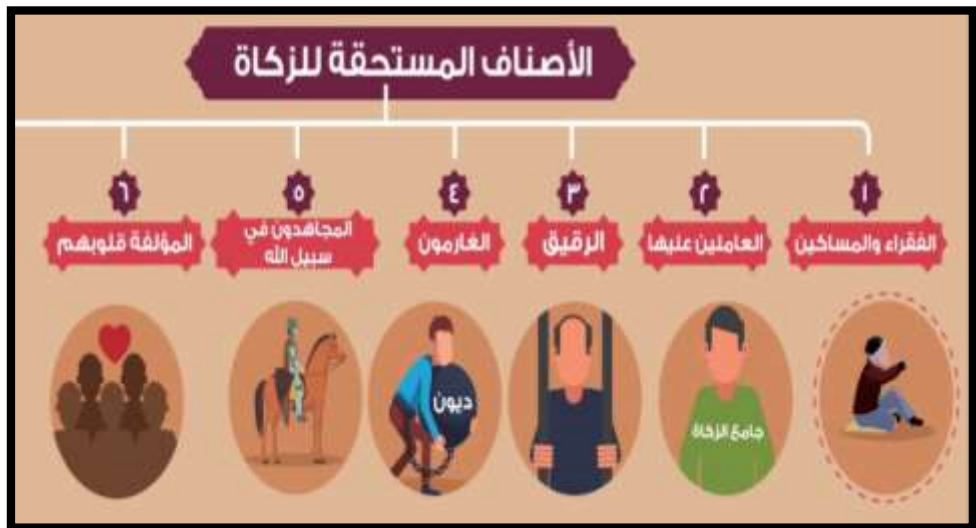 الأصناف المستحقة للزكاة
١
الفقراء والمساكين
٢
العاملين عليها
٣
الرقيق
٤
الغارمون
٥
المجاهدون في
سبيل الله
٦
المؤلفة قلوبهم
جامع الزكاة
ديون